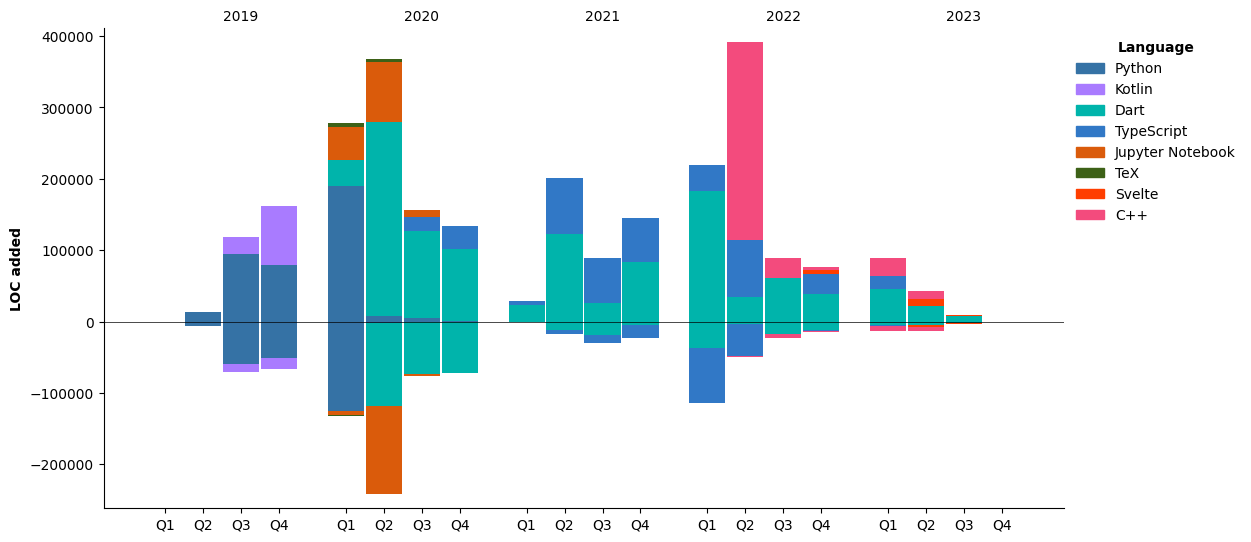 2019 2020 2021 2022 2023
LOC added
400000
300000
200000
100000
0
−100000
−200000
Q1 Q2 Q3 Q4 Q1 Q2 Q3 Q4 Q1 Q2 Q3 Q4 Q1 Q2 Q3 Q4 Q1 Q2 Q3 Q4
Language
Python
Kotlin
Dart
TypeScript
Jupyter Notebook
TeX
Svelte
C++